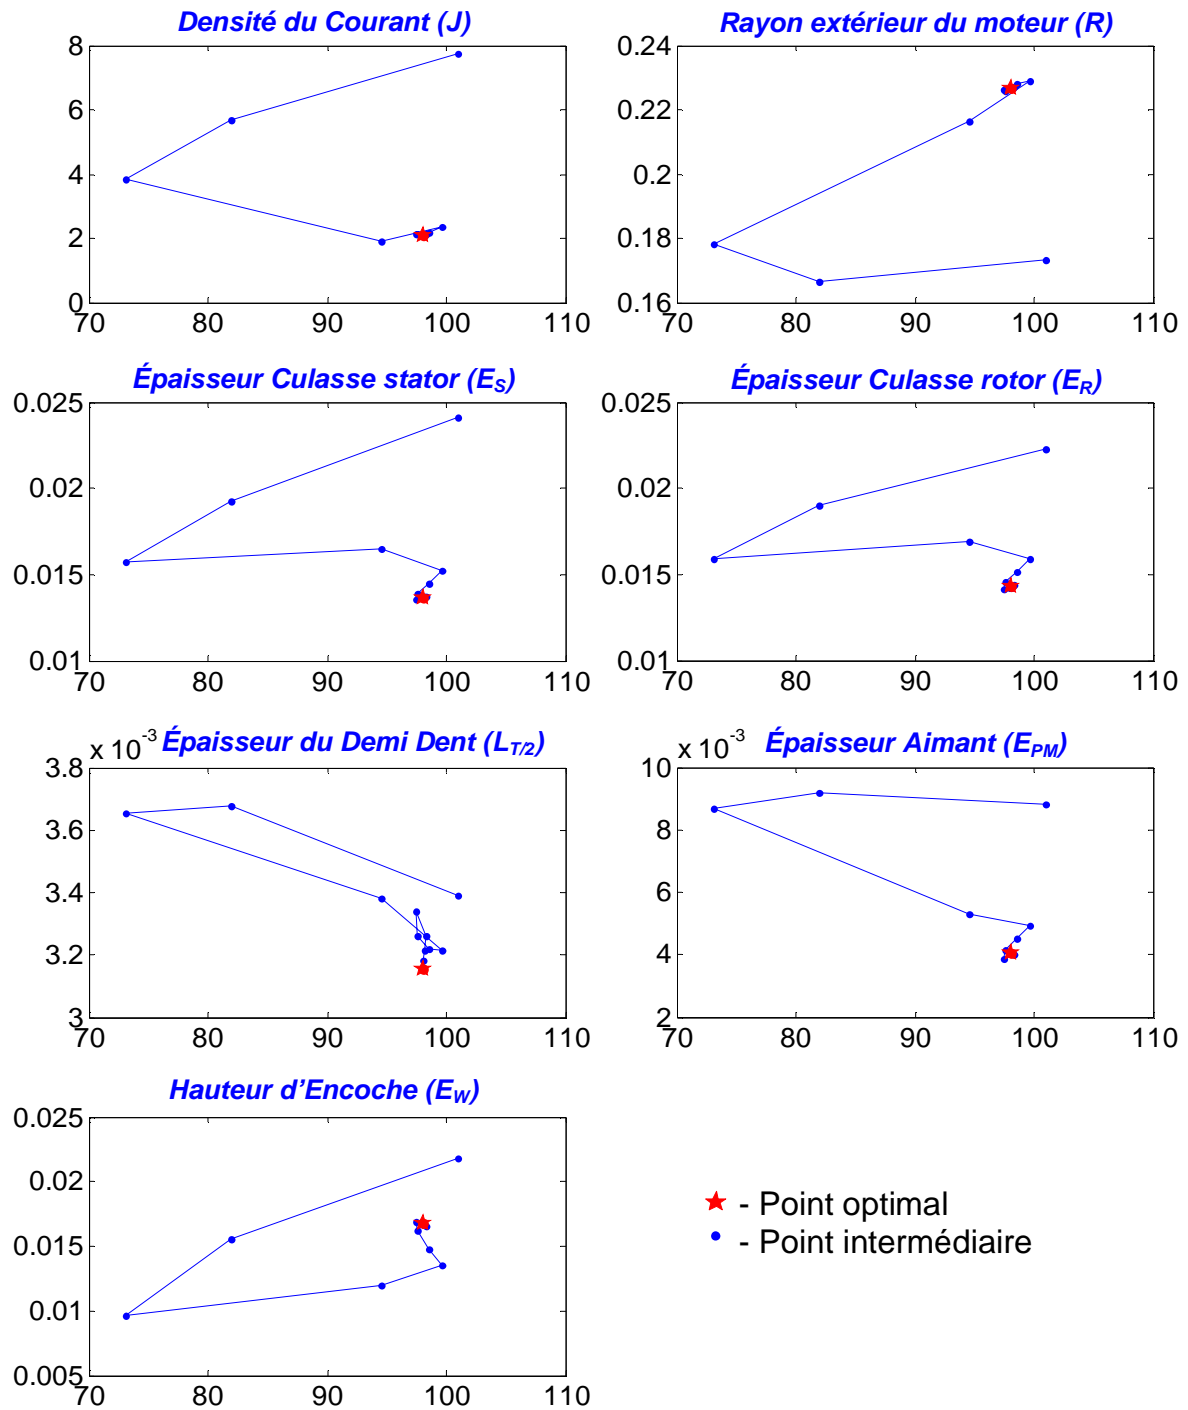 Densité du Courant (J)
8
6
4
2
0
70 80 90 100 110
Rayon extérieur du moteur (R)
0.24
0.22
0.2
0.18
0.16
70 80 90 100 110
Épaisseur Culasse stator (ES)
0.025
0.02
0.015
0.01
70 80 90 100 110
Épaisseur Culasse rotor (ER)
0.025
0.02
0.015
0.01
70 80 90 100 110
x 10-3 Épaisseur du Demi Dent (LT/2)
3.8
3.6
3.4
3.2
3
70 80 90 100 110
x 10-3 Épaisseur Aimant (EPM)
10
8
6
4
2
70 80 90 100 110
Hauteur d’Encoche (EW)
0.025
0.02
0.015
0.01
0.005
70 80 90 100 110
- Point optimal
- Point intermédiaire